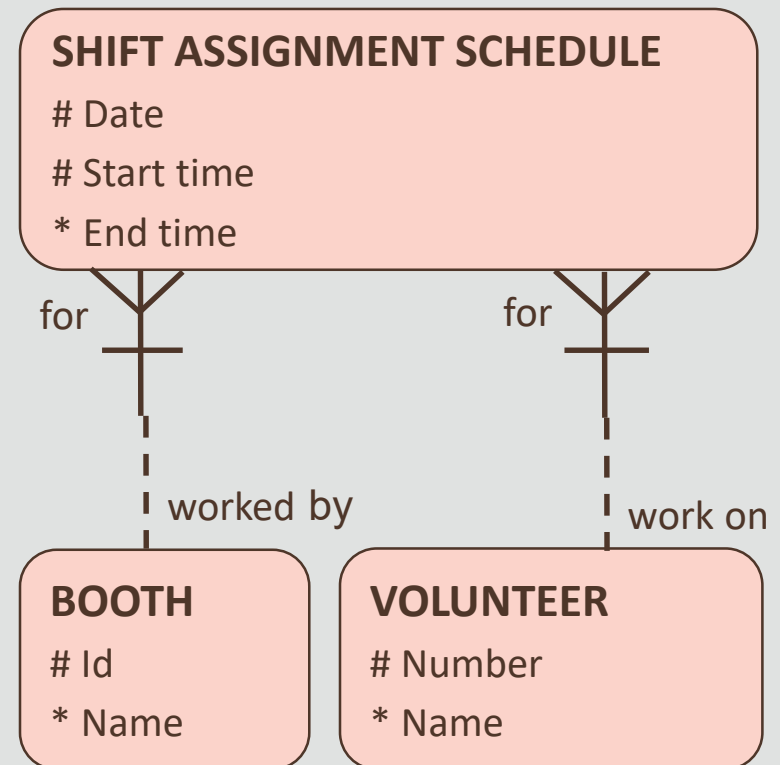 SHIFT ASSIGNMENT SCHEDULE
# Date
# Start time
* End time
for
for
worked by
work on
BOOTH
# Id
* Name
VOLUNTEER
# Number
* Name